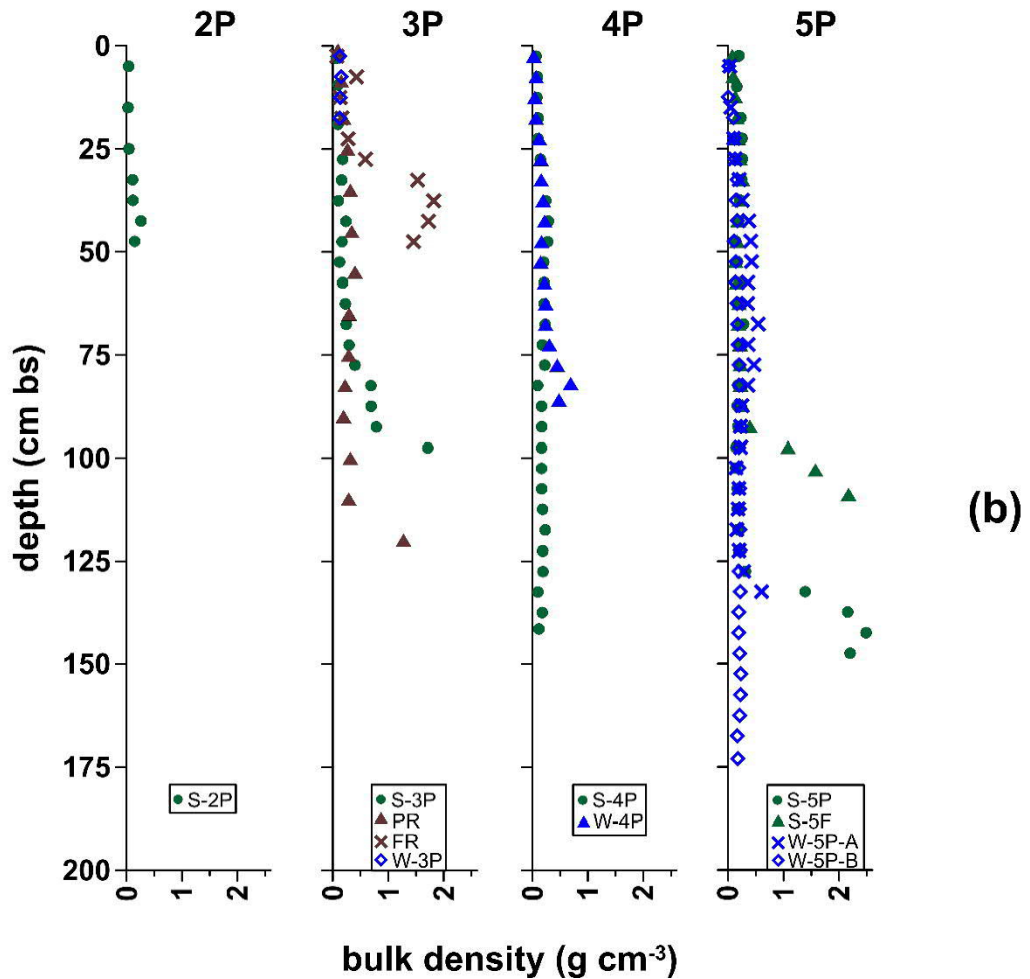 2P 3P 4P 5P
0
25
50
75
100
125
150
175
200
depth (cm bs)
(b)
S-2P
S-3P
PR
FR
W-3P
S-4P
W-4P
S-5P
S-5F
W-5P-A
W-5P-B
0 1 2 0 1 2 0 1 2 0 1 2
bulk density (g cm⁻³)